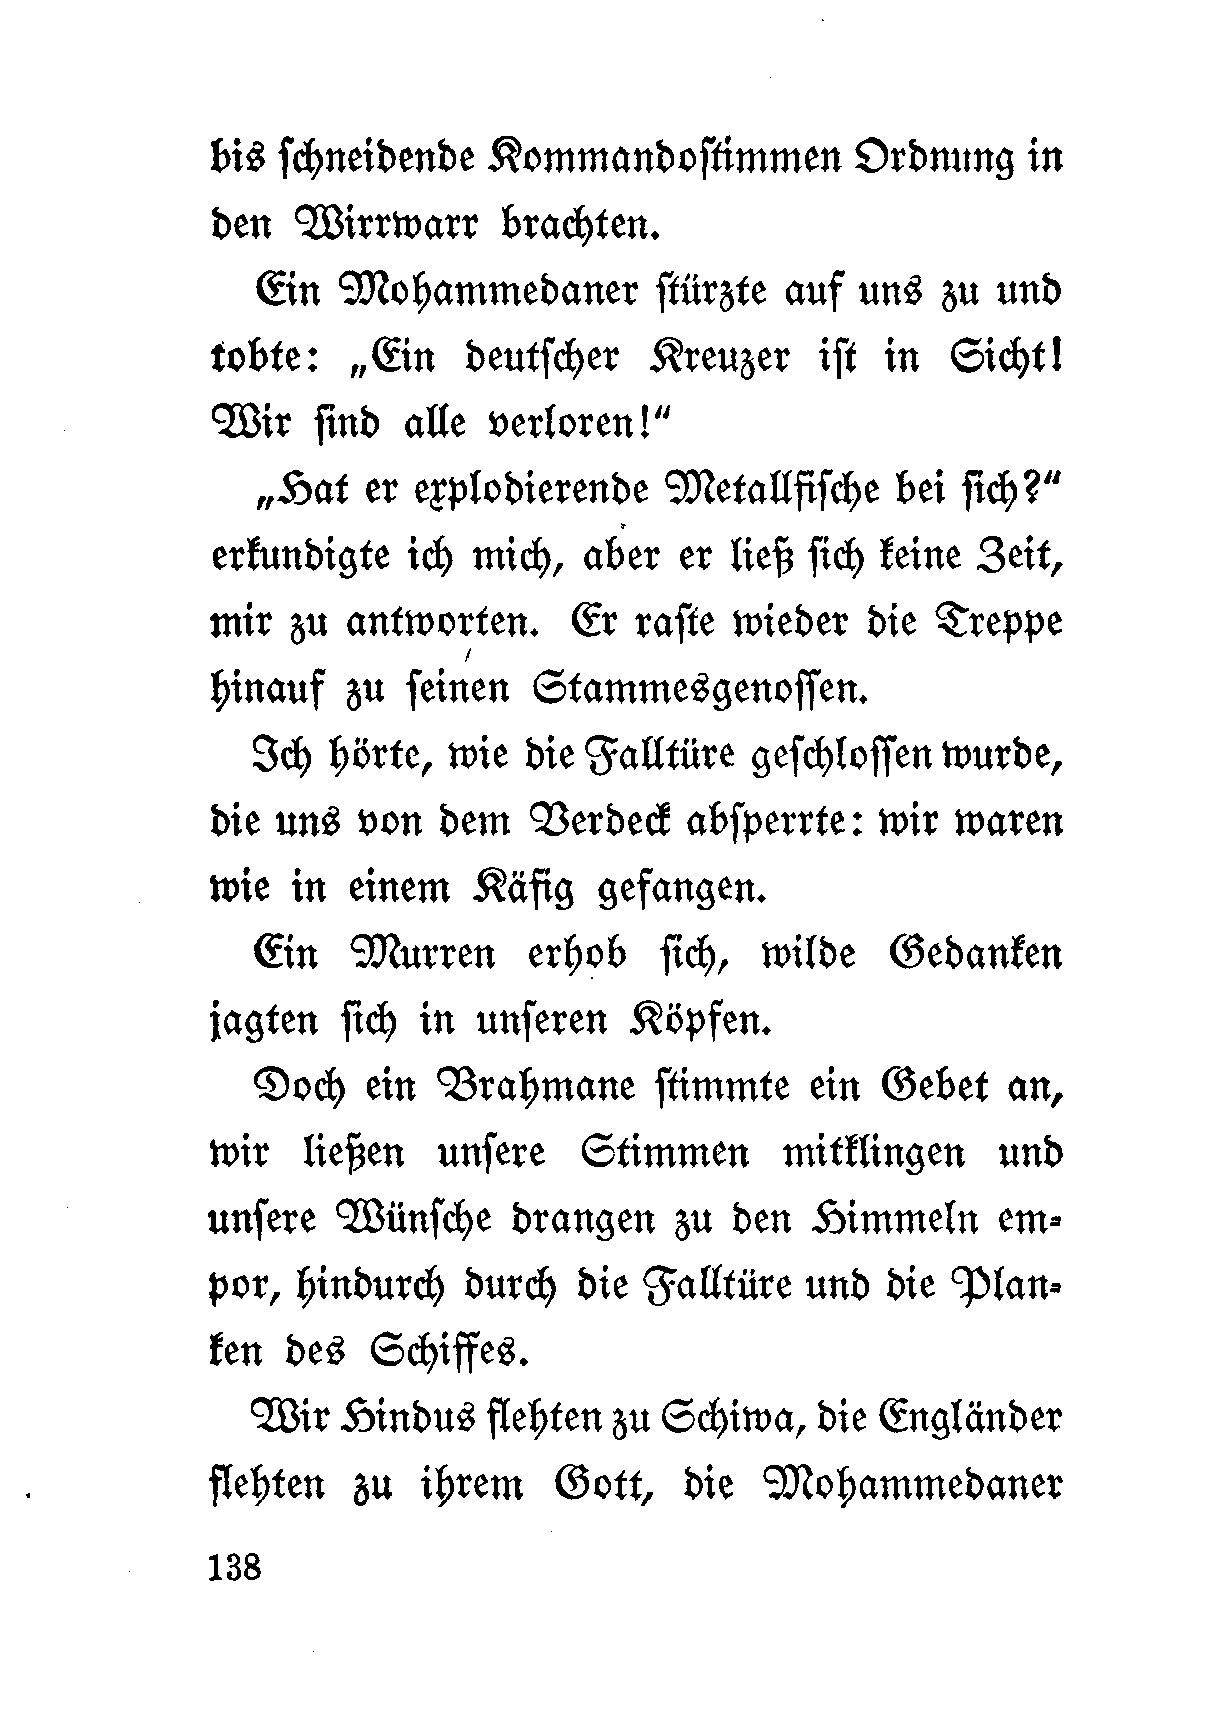 bis schneidende Kommandostimmen Ordnung in
den Wirrwarr brachten.
Ein Mohammedaner stürzte auf uns zu und
tobte: „Ein deutscher Kreuzer ist in Sicht!
Wir sind alle verloren!“
„Hat er explodierende Metallfische bei sich?“
erkundigte ich mich, aber er ließ sich keine Zeit,
mir zu antworten. Er raste wieder die Treppe
hinauf zu seinen Stammesgenossen.
Ich hörte, wie die Falltüre geschlossen wurde,
die uns von dem Verdeck absperrte: wir waren
wie in einem Käfig gefangen.
Ein Murren erhob sich, wilde Gedanken
jagten sich in unseren Köpfen.
Doch ein Brahmane stimmte ein Gebet an,
wir ließen unsere Stimmen mitklingen und
unsere Wünsche drangen zu den Himmeln em-
por, hindurch durch die Falltüre und die Plan-
ken des Schiffes.
Wir Hindus flehten zu Schiwa, die Engländer
flehten zu ihrem Gott, die Mohammedaner
138